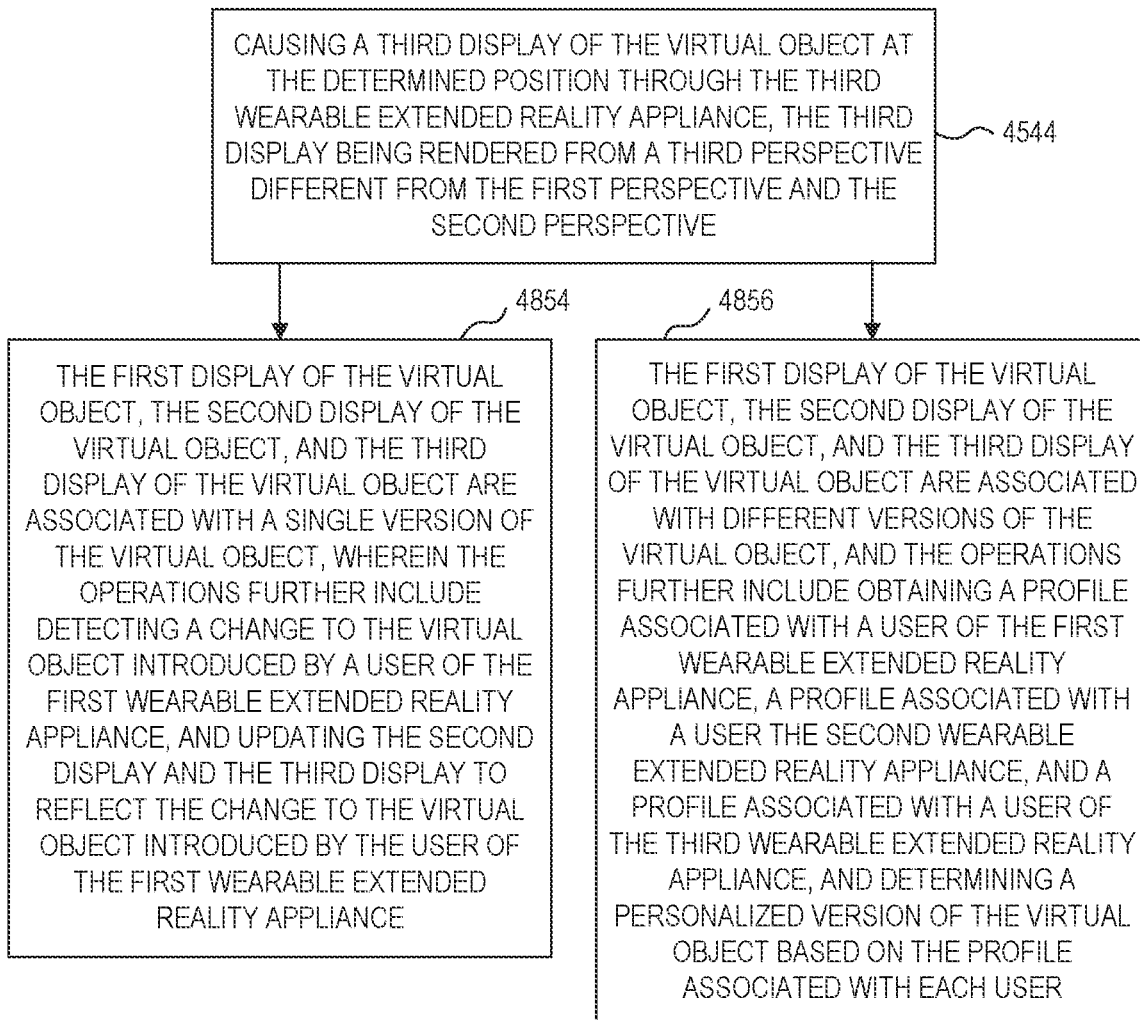 CAUSING A THIRD DISPLAY OF THE VIRTUAL OBJECT AT
THE DETERMINED POSITION THROUGH THE THIRD
WEARABLE EXTENDED REALITY APPLIANCE, THE THIRD
DISPLAY BEING RENDERED FROM A THIRD PERSPECTIVE
DIFFERENT FROM THE FIRST PERSPECTIVE AND THE
SECOND PERSPECTIVE
4544
4854
THE FIRST DISPLAY OF THE VIRTUAL
OBJECT, THE SECOND DISPLAY OF THE
VIRTUAL OBJECT, AND THE THIRD
DISPLAY OF THE VIRTUAL OBJECT ARE
ASSOCIATED WITH A SINGLE VERSION OF
THE VIRTUAL OBJECT, WHEREIN THE
OPERATIONS FURTHER INCLUDE
DETECTING A CHANGE TO THE VIRTUAL
OBJECT INTRODUCED BY A USER OF THE
FIRST WEARABLE EXTENDED REALITY
APPLIANCE, AND UPDATING THE SECOND
DISPLAY AND THE THIRD DISPLAY TO
REFLECT THE CHANGE TO THE VIRTUAL
OBJECT INTRODUCED BY THE USER OF
THE FIRST WEARABLE EXTENDED
REALITY APPLIANCE
4856
THE FIRST DISPLAY OF THE VIRTUAL
OBJECT, THE SECOND DISPLAY OF THE
VIRTUAL OBJECT, AND THE THIRD DISPLAY
OF THE VIRTUAL OBJECT ARE ASSOCIATED
WITH DIFFERENT VERSIONS OF THE
VIRTUAL OBJECT, AND THE OPERATIONS
FURTHER INCLUDE OBTAINING A PROFILE
ASSOCIATED WITH A USER OF THE FIRST
WEARABLE EXTENDED REALITY
APPLIANCE, A PROFILE ASSOCIATED WITH
A USER THE SECOND WEARABLE
EXTENDED REALITY APPLIANCE, AND A
PROFILE ASSOCIATED WITH A USER OF
THE THIRD WEARABLE EXTENDED REALITY
APPLIANCE, AND DETERMINING A
PERSONALIZED VERSION OF THE VIRTUAL
OBJECT BASED ON THE PROFILE
ASSOCIATED WITH EACH USER